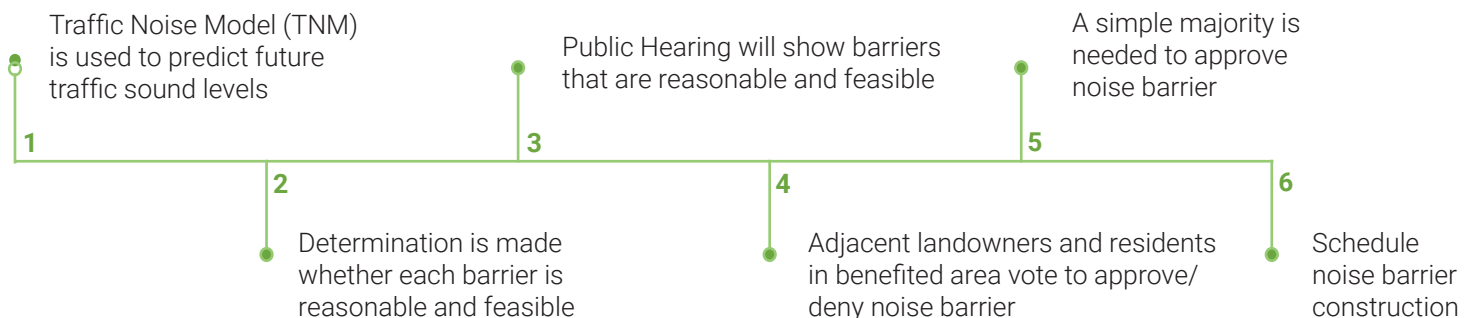 1
Traffic Noise Model (TNM)
is used to predict future
traffic sound levels
2
Determination is made
whether each barrier is
reasonable and feasible
3
Public Hearing will show barriers
that are reasonable and feasible
4
Adjacent landowners and residents
in benefited area vote to approve/
deny noise barrier
5
A simple majority is
needed to approve
noise barrier
6
Schedule
noise barrier
construction